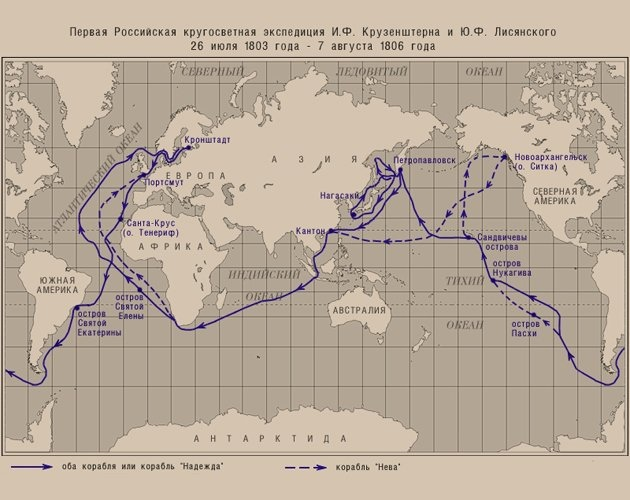 Первая Российская кругосветная экспедиция И.Ф. Крузенштерна и Ю.Ф. Лисянского
26 июля 1803 года - 7 августа 1806 года
СЕВЕРНЫЙ ЛЕДОВИТЫЙ ОКЕАН
АТЛАНТИЧЕСКИЙ ОКЕАН
Кронштадт
АЗИЯ
Петропавловск
Новоархангельск
(о. Ситка)
ЕВРОПА
Портсмут
Нагасаки
СЕВЕРНАЯ
АМЕРИКА
Санта-Крус
(о. Тенериф)
Кантон
Сандвичевы
острова
АФРИКА
остров
Нукагива
ИНДИЙСКИЙ
ОКЕАН
ТИХИЙ
ОКЕАН
ЮЖНАЯ
АМЕРИКА
остров
Святой
Елены
остров
Святой
Екатерины
АВСТРАЛИЯ
остров
Пасхи
АНТАРКТИДА
оба корабля или корабль "Надежда"
корабль "Нева"